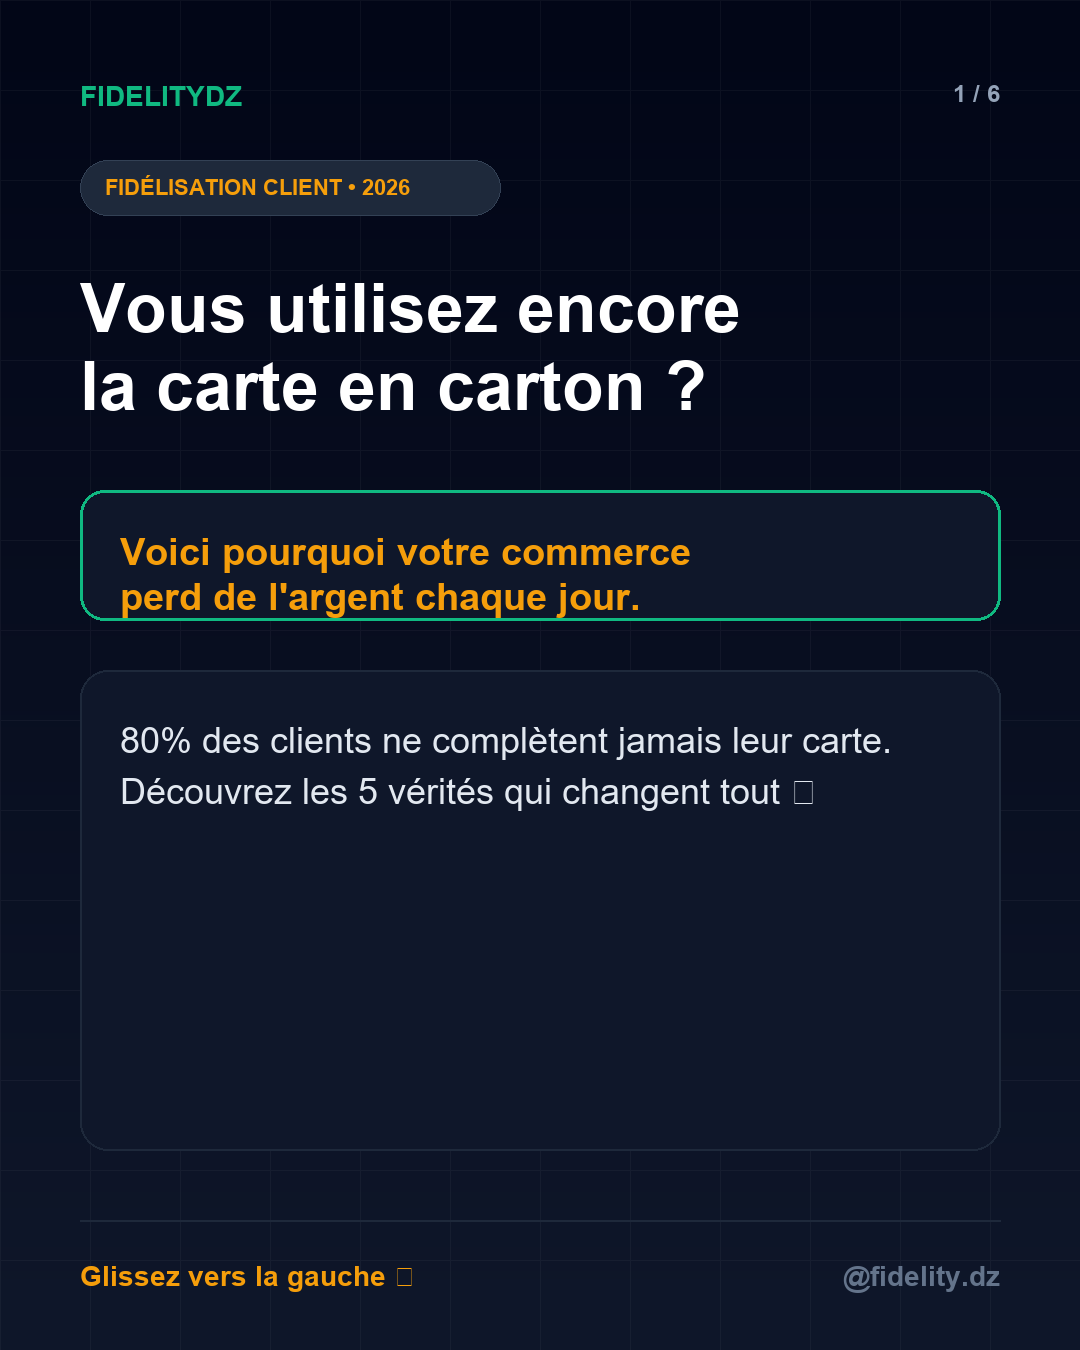 FIDELITYDZ
1 / 6
FIDÉLISATION CLIENT • 2026
Vous utilisez encore
la carte en carton ?
Voici pourquoi votre commerce
perd de l'argent chaque jour.
80% des clients ne complètent jamais leur carte.
Découvrez les 5 vérités qui changent tout
Glissez vers la gauche
@fidelity.dz